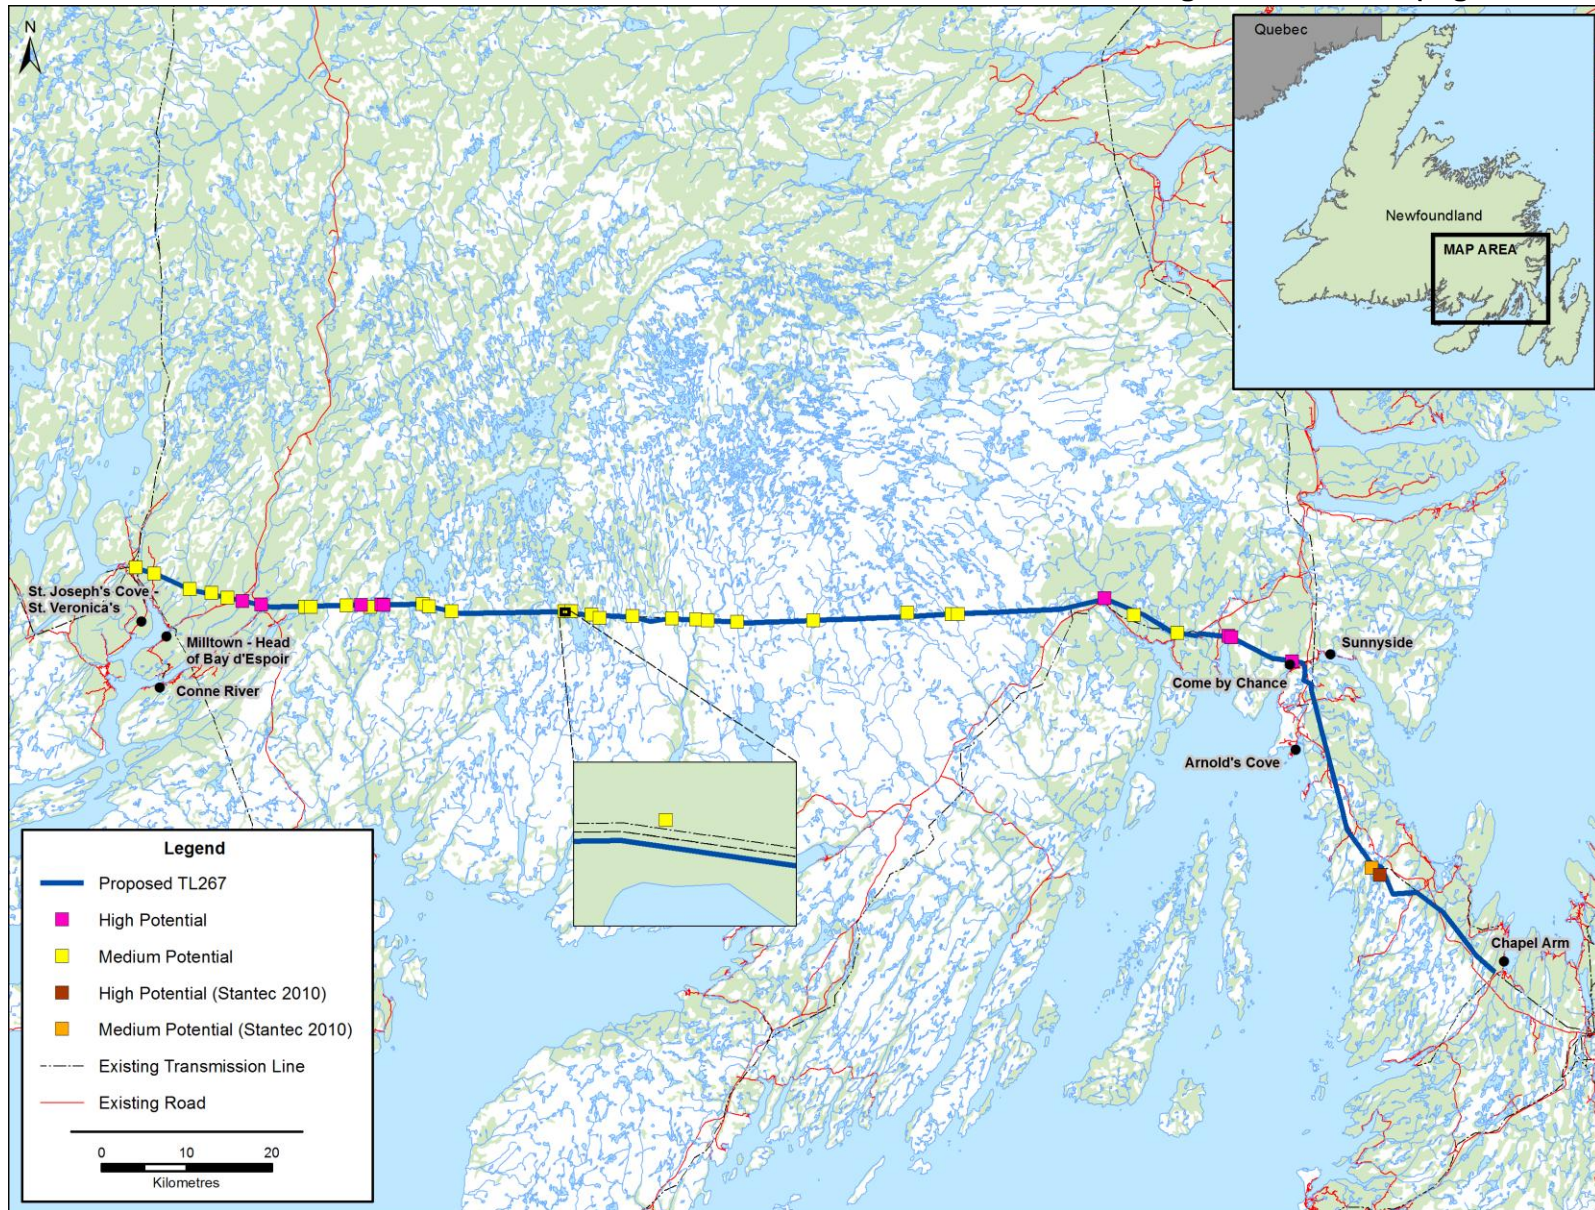 N
Quebec
Newfoundland
MAP AREA
St. Joseph's Cove -
St. Veronica's
Milltown - Head
of Bay d'Espoir
Conne River
Sunnyside
Come by Chance
Arnold's Cove
Chapel Arm
Legend
Proposed TL267
High Potential
Medium Potential
High Potential (Stantec 2010)
Medium Potential (Stantec 2010)
Existing Transmission Line
Existing Road
0 10 20
Kilometres